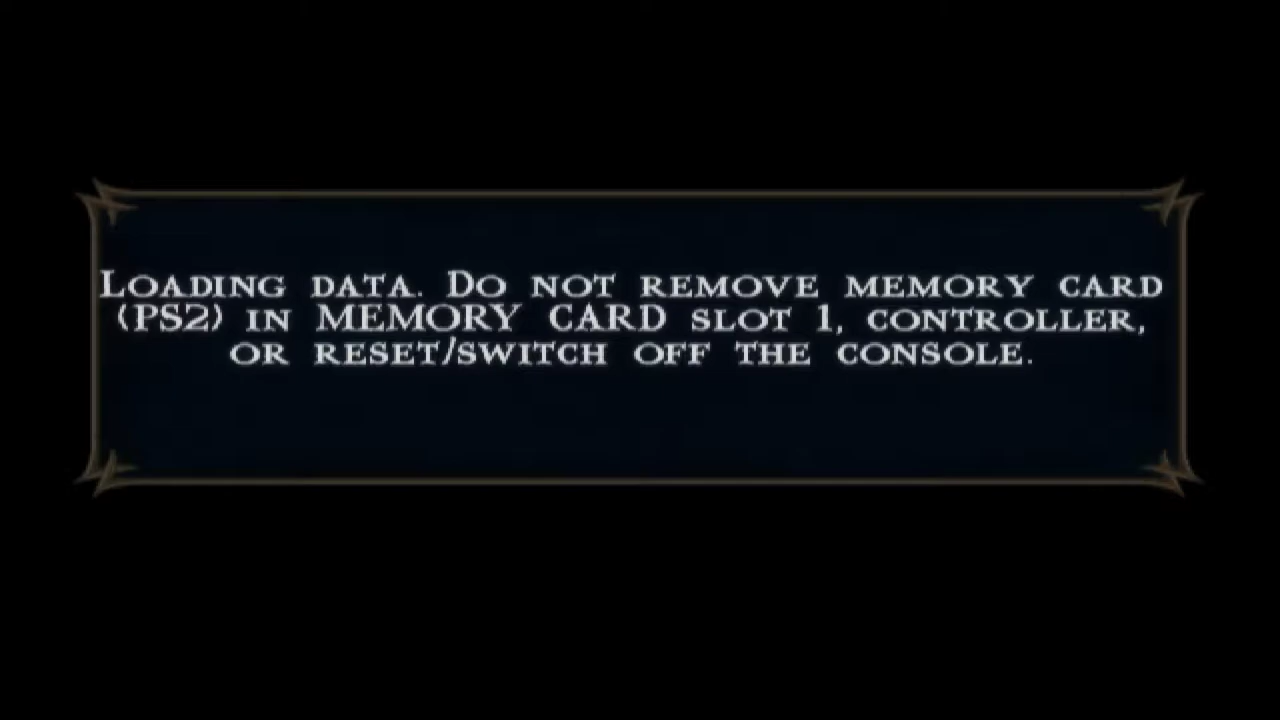 Loading data. Do not remove memory card
(PS2) in MEMORY CARD slot 1, controller,
or reset/switch off the console.